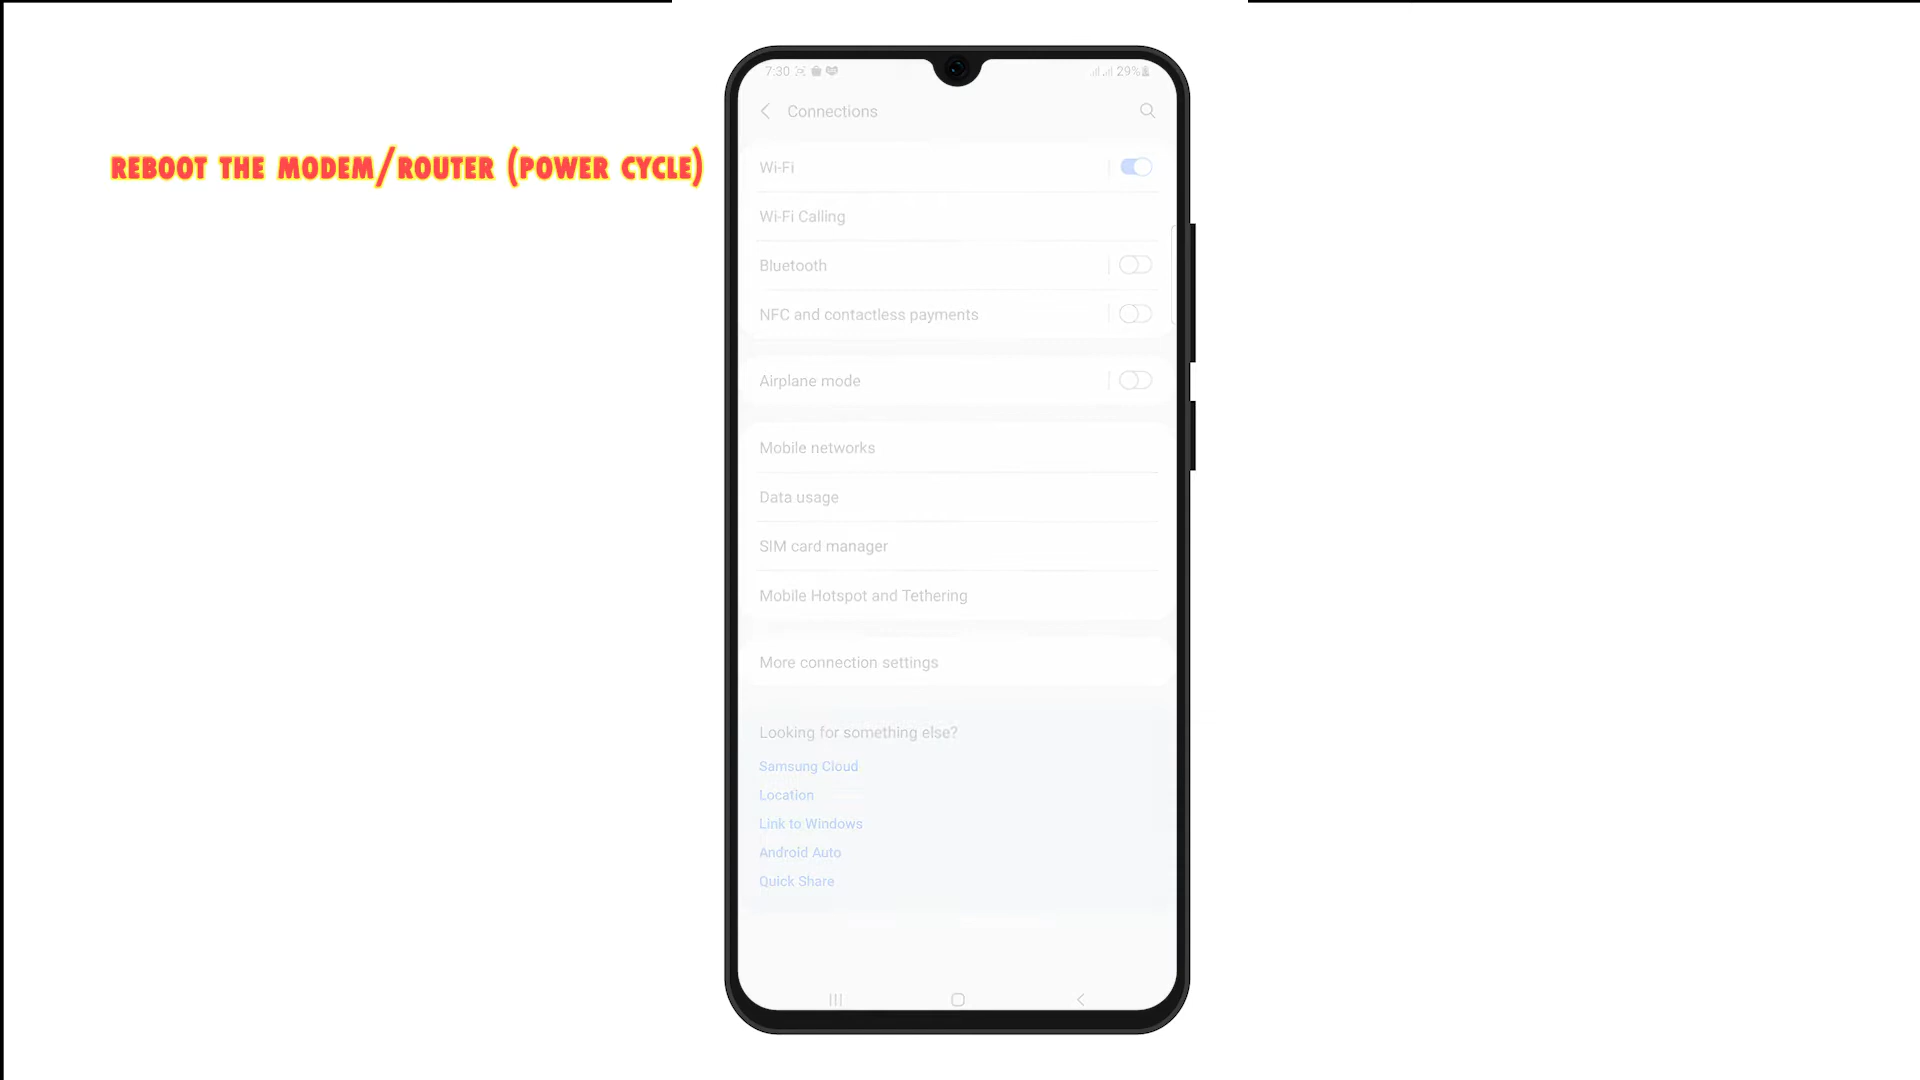 REBOOT THE MODEM/ROUTER (POWER CYCLE)
7:30
29%
Connections
Wi-Fi
Wi-Fi Calling
Bluetooth
NFC and contactless payments
Airplane mode
Mobile networks
Data usage
SIM card manager
Mobile Hotspot and Tethering
More connection settings
Looking for something else?
Samsung Cloud
Location
Link to Windows
Android Auto
Quick Share